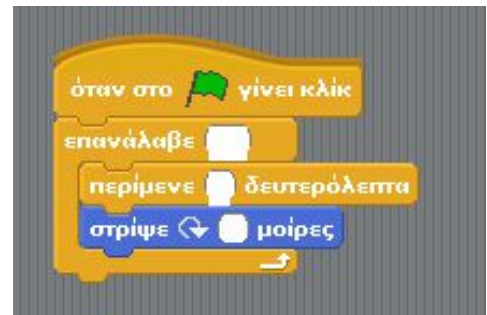 όταν στο γίνει κλίκ
επανάλαβε
περίμενε δευτερόλεπτα
στρίψε μοίρες